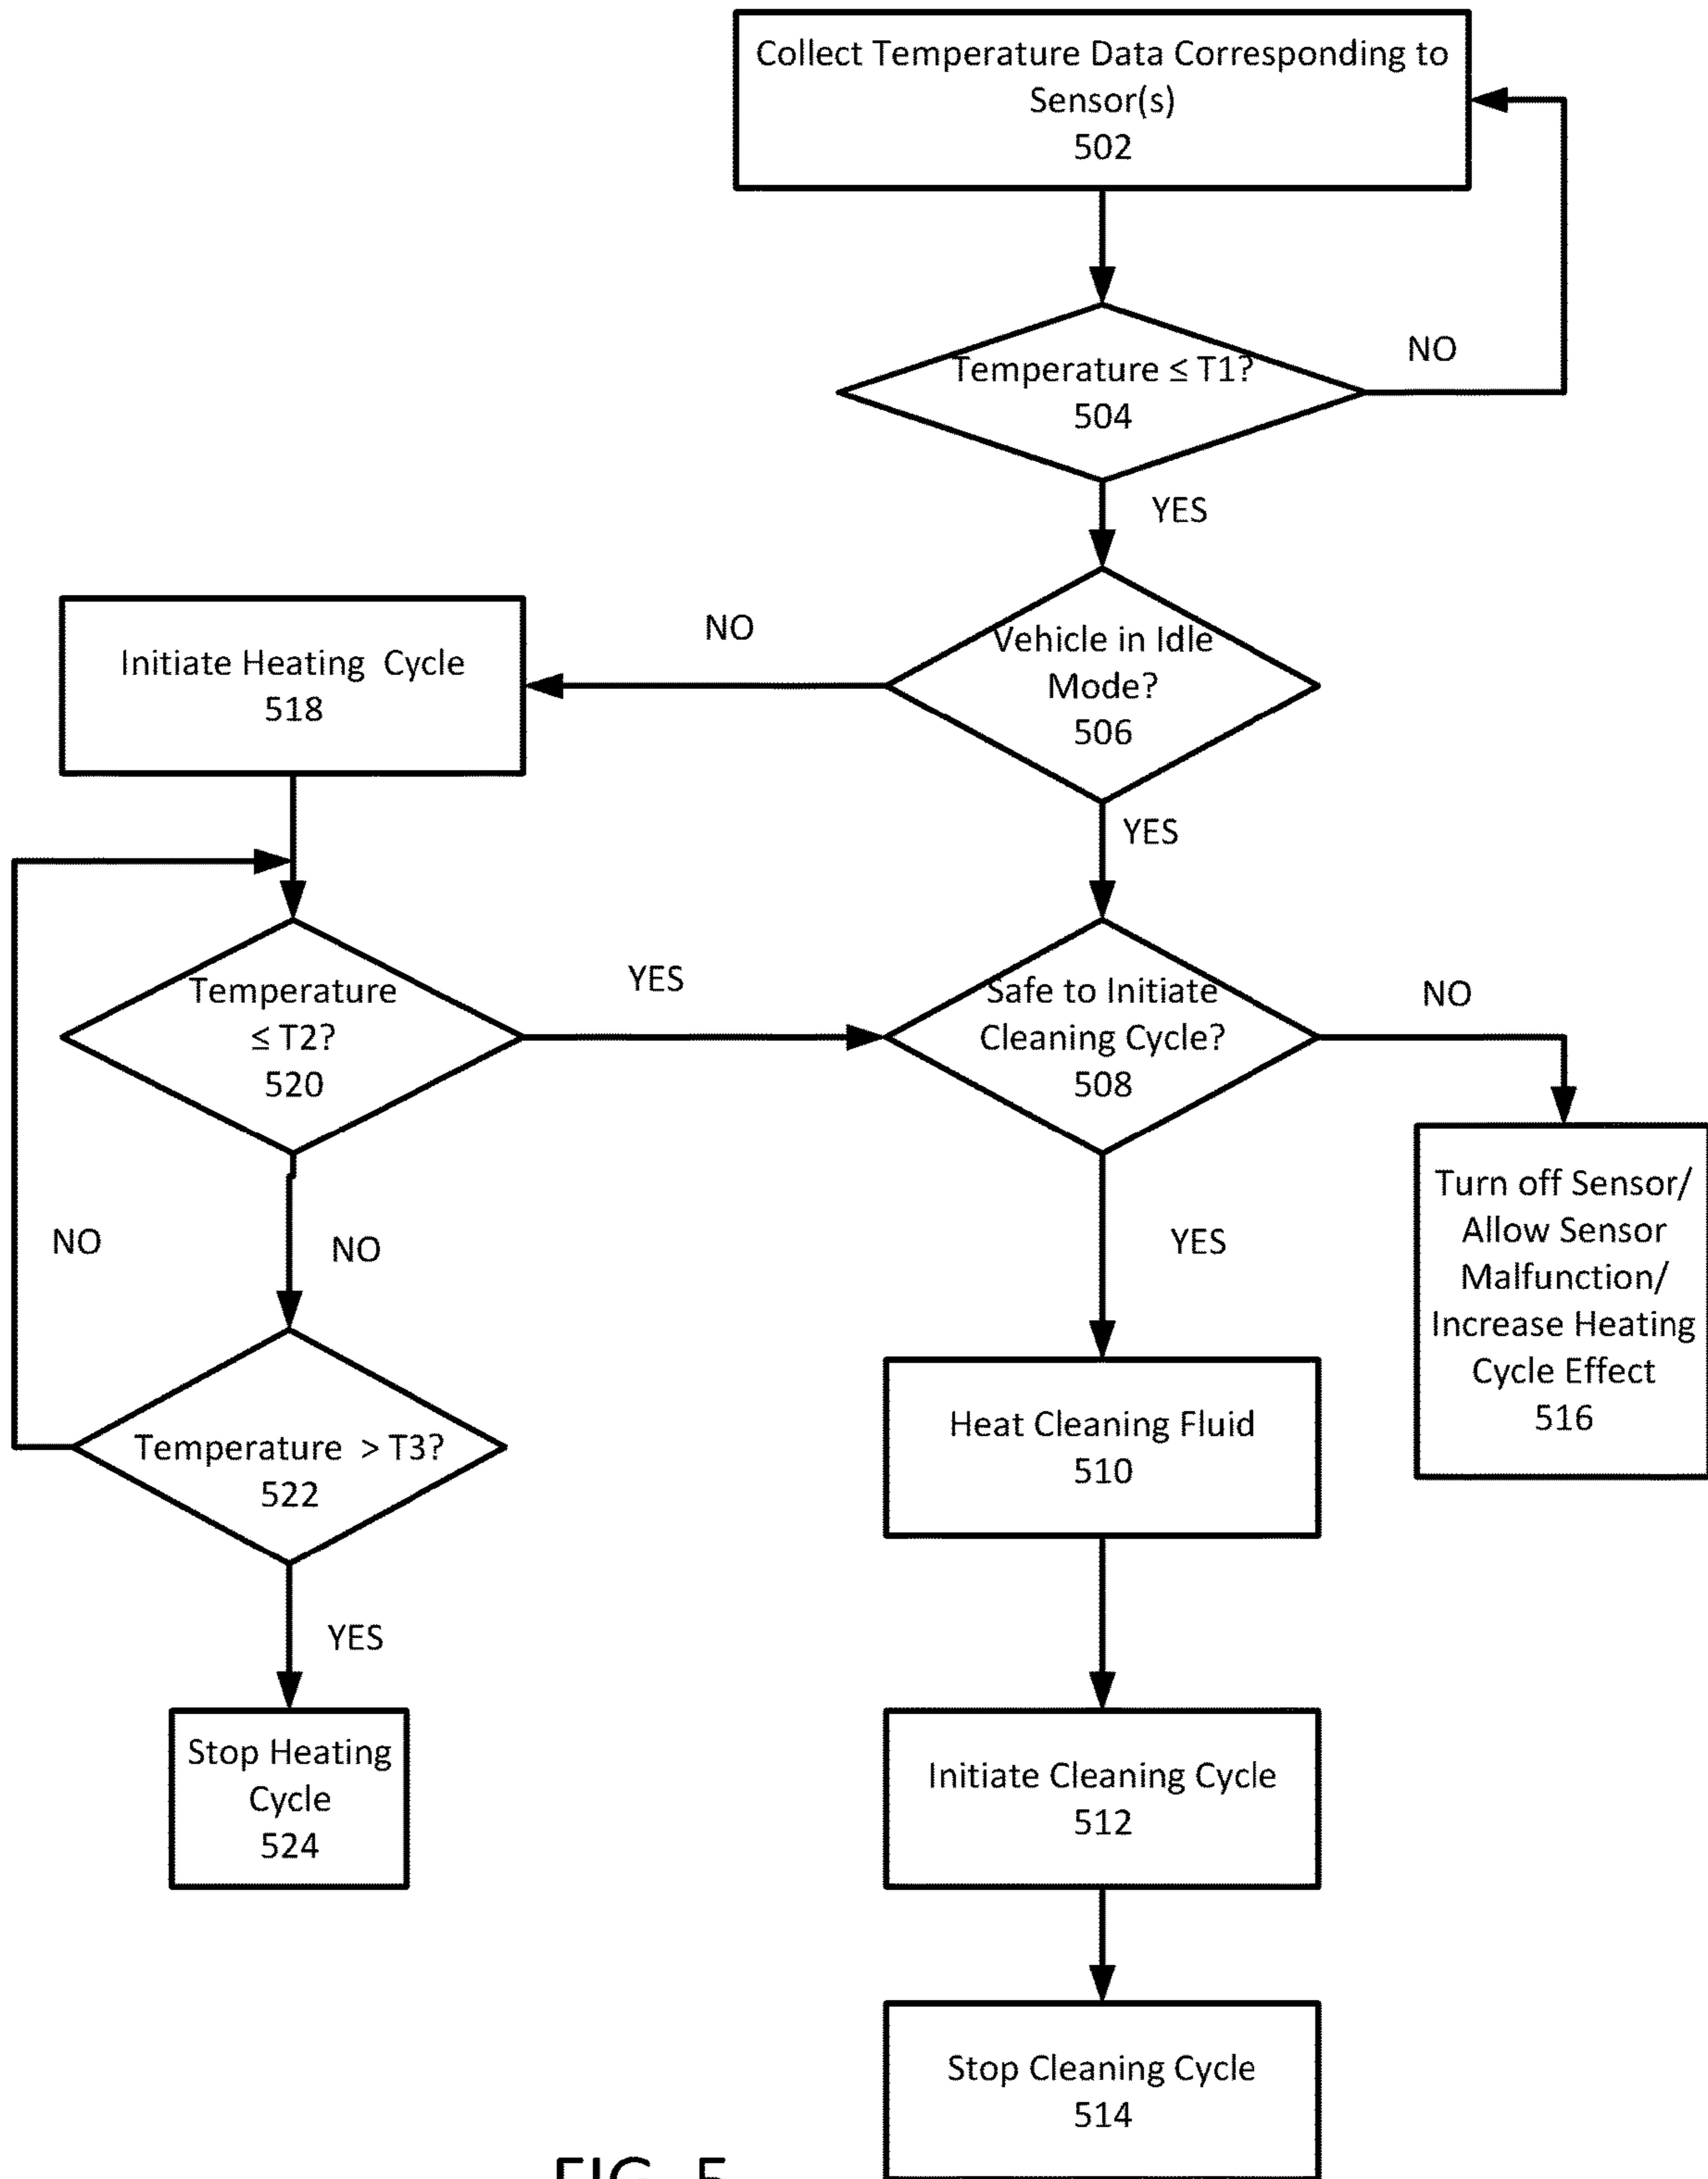 Collect Temperature Data Corresponding to
Sensor(s)
502
Temperature ≤ T1?
504
NO
YES
Vehicle in Idle
Mode?
506
NO
Initiate Heating Cycle
518
YES
Temperature
≤ T2?
520
YES
Safe to Initiate
Cleaning Cycle?
508
NO
Turn off Sensor/
Allow Sensor
Malfunction/
Increase Heating
Cycle Effect
516
NO
NO
YES
Temperature > T3?
522
Heat Cleaning Fluid
510
YES
Stop Heating
Cycle
524
Initiate Cleaning Cycle
512
Stop Cleaning Cycle
514
FIG. 5